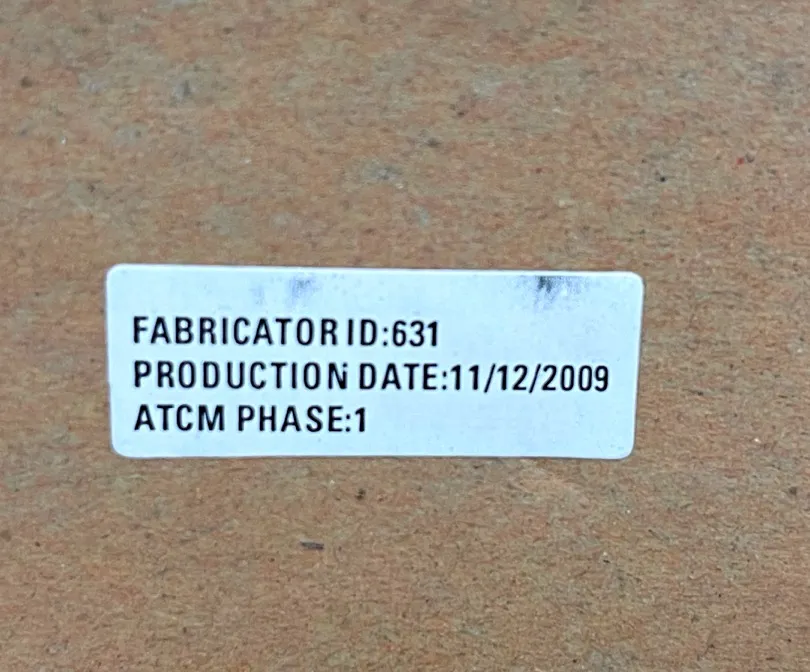 FABRICATOR ID:631
PRODUCTION DATE:11/12/2009
ATCM PHASE:1